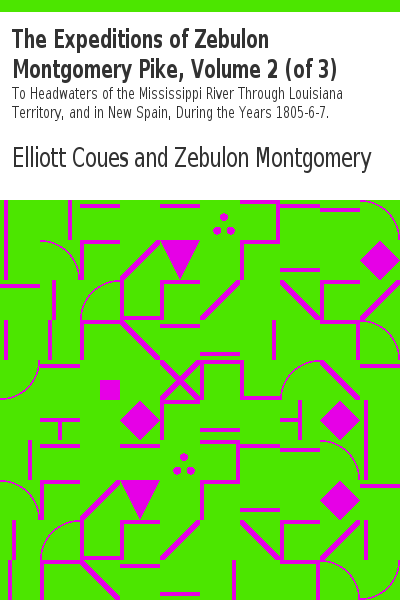 The Expeditions of Zebulon
Montgomery Pike, Volume 2 (of 3)
To Headwaters of the Mississippi River Through Louisiana
Territory, and in New Spain, During the Years 1805-6-7.
Elliott Coues and Zebulon Montgomery